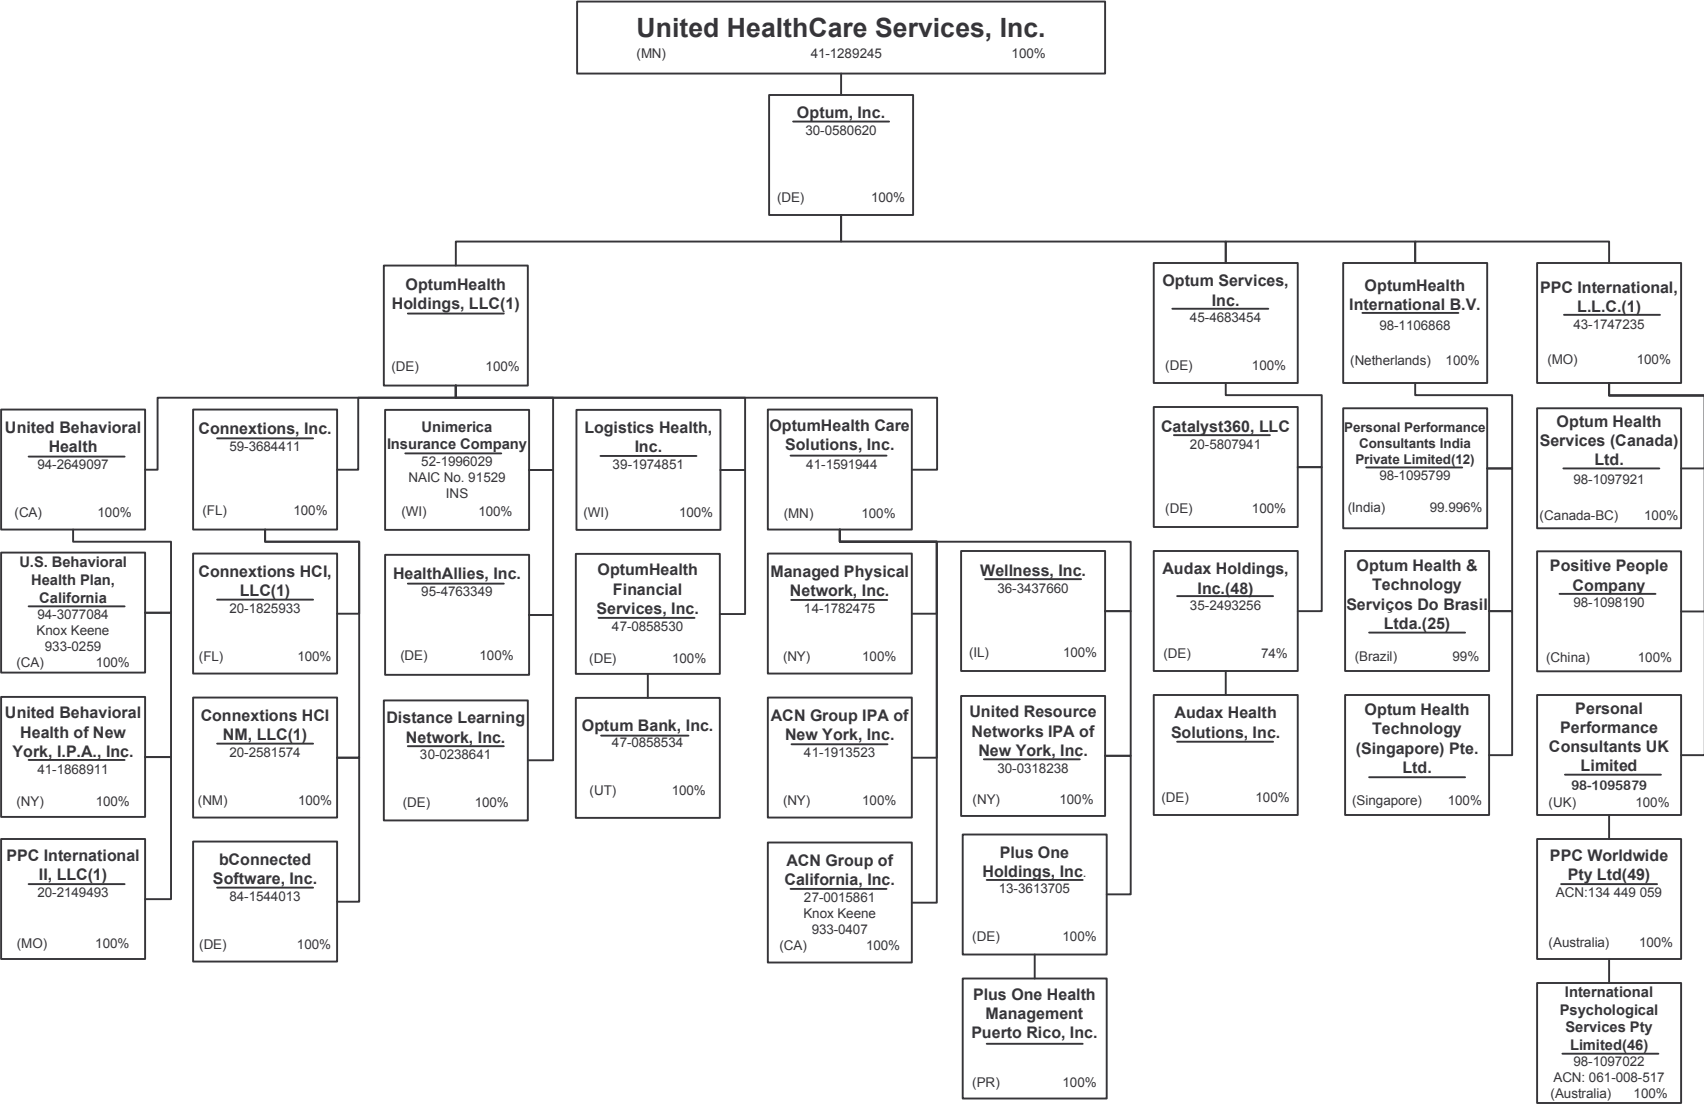 United HealthCare Services, Inc.
(MN) 41-1289245 100%
Optum, Inc.
30-0580620
(DE) 100%
OptumHealth
Holdings, LLC(1)
(DE) 100%
Optum Services,
Inc.
45-4683454
(DE) 100%
OptumHealth
International B.V.
98-1106868
(Netherlands) 100%
PPC International,
L.L.C.(1)
43-1747235
(MO) 100%
United Behavioral
Health
94-2649097
(CA) 100%
Connextions, Inc.
59-3684411
(FL) 100%
Unimerica
Insurance Company
52-1996029
NAIC No. 91529
INS
(WI) 100%
Logistics Health,
Inc.
39-1974851
(WI) 100%
OptumHealth Care
Solutions, Inc.
41-1591944
(MN) 100%
Catalyst360, LLC
20-5807941
(DE) 100%
Personal Performance
Consultants India
Private Limited(12)
98-1095799
(India) 99.996%
Optum Health
Services (Canada)
Ltd.
98-1097921
(Canada-BC) 100%
U.S. Behavioral
Health Plan,
California
94-3077084
Knox Keene
933-0259
(CA) 100%
Connextions HCI,
LLC(1)
20-1825933
(FL) 100%
HealthAllies, Inc.
95-4763349
(DE) 100%
OptumHealth
Financial
Services, Inc.
47-0858530
(DE) 100%
Managed Physical
Network, Inc.
14-1782475
(NY) 100%
Wellness, Inc.
36-3437660
(IL) 100%
Audax Holdings,
Inc.(48)
35-2493256
(DE) 74%
Optum Health &
Technology
Serviços Do Brasil
Ltda.(25)
(Brazil) 99%
Positive People
Company
98-1098190
(China) 100%
United Behavioral
Health of New
York, I.P.A., Inc.
41-1868911
(NY) 100%
Connextions HCI
NM, LLC(1)
20-2581574
(NM) 100%
Distance Learning
Network, Inc.
30-0238641
(DE) 100%
Optum Bank, Inc.
47-0858534
(UT) 100%
ACN Group IPA of
New York, Inc.
41-1913523
(NY) 100%
United Resource
Networks IPA of
New York, Inc.
30-0318238
(NY) 100%
Audax Health
Solutions, Inc.
(DE) 100%
Optum Health
Technology
(Singapore) Pte.
Ltd.
(Singapore) 100%
Personal
Performance
Consultants UK
Limited
98-1095879
(UK) 100%
PPC International
II, LLC(1)
20-2149493
(MO) 100%
bConnected
Software, Inc.
84-1544013
(DE) 100%
ACN Group of
California, Inc.
27-0015861
Knox Keene
933-0407
(CA) 100%
Plus One
Holdings, Inc.
13-3613705
(DE) 100%
PPC Worldwide
Pty Ltd(49)
ACN:134 449 059
(Australia) 100%
Plus One Health
Management
Puerto Rico, Inc.
(PR) 100%
International
Psychological
Services Pty
Limited(46)
98-1097022
ACN: 061-008-517
(Australia) 100%